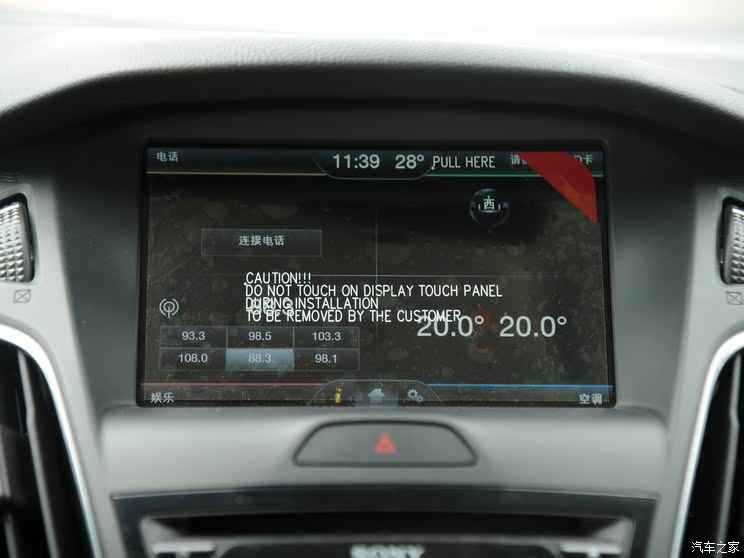 电话
11:39 28° PULL HERE
西
连接电话
CAUTION!!!
DO NOT TOUCH ON DISPLAY TOUCH PANEL
DURING INSTALLATION
TO BE REMOVED BY THE CUSTOMER
20.0° 20.0°
93.3 98.5 103.3
108.0 88.3 98.1
娱乐
空调
SONY
汽车之家